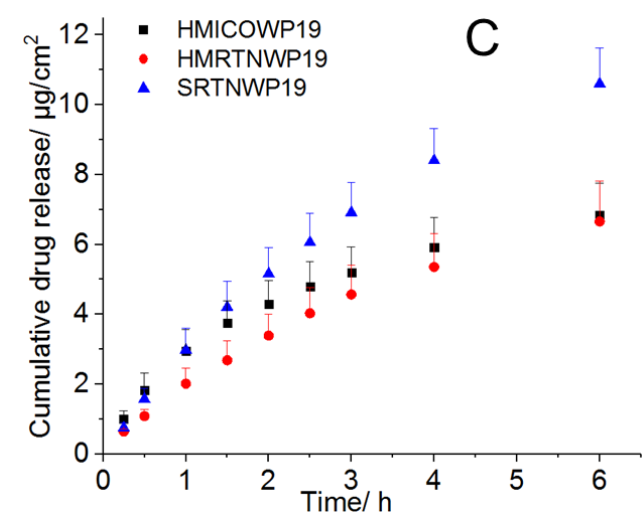 C
HMICOWP19
HMRTNWP19
SRTNWP19
Cumulative drug release/ μg/cm²
12
10
8
6
4
2
0
0 1 2 3 4 5 6
Time/ h